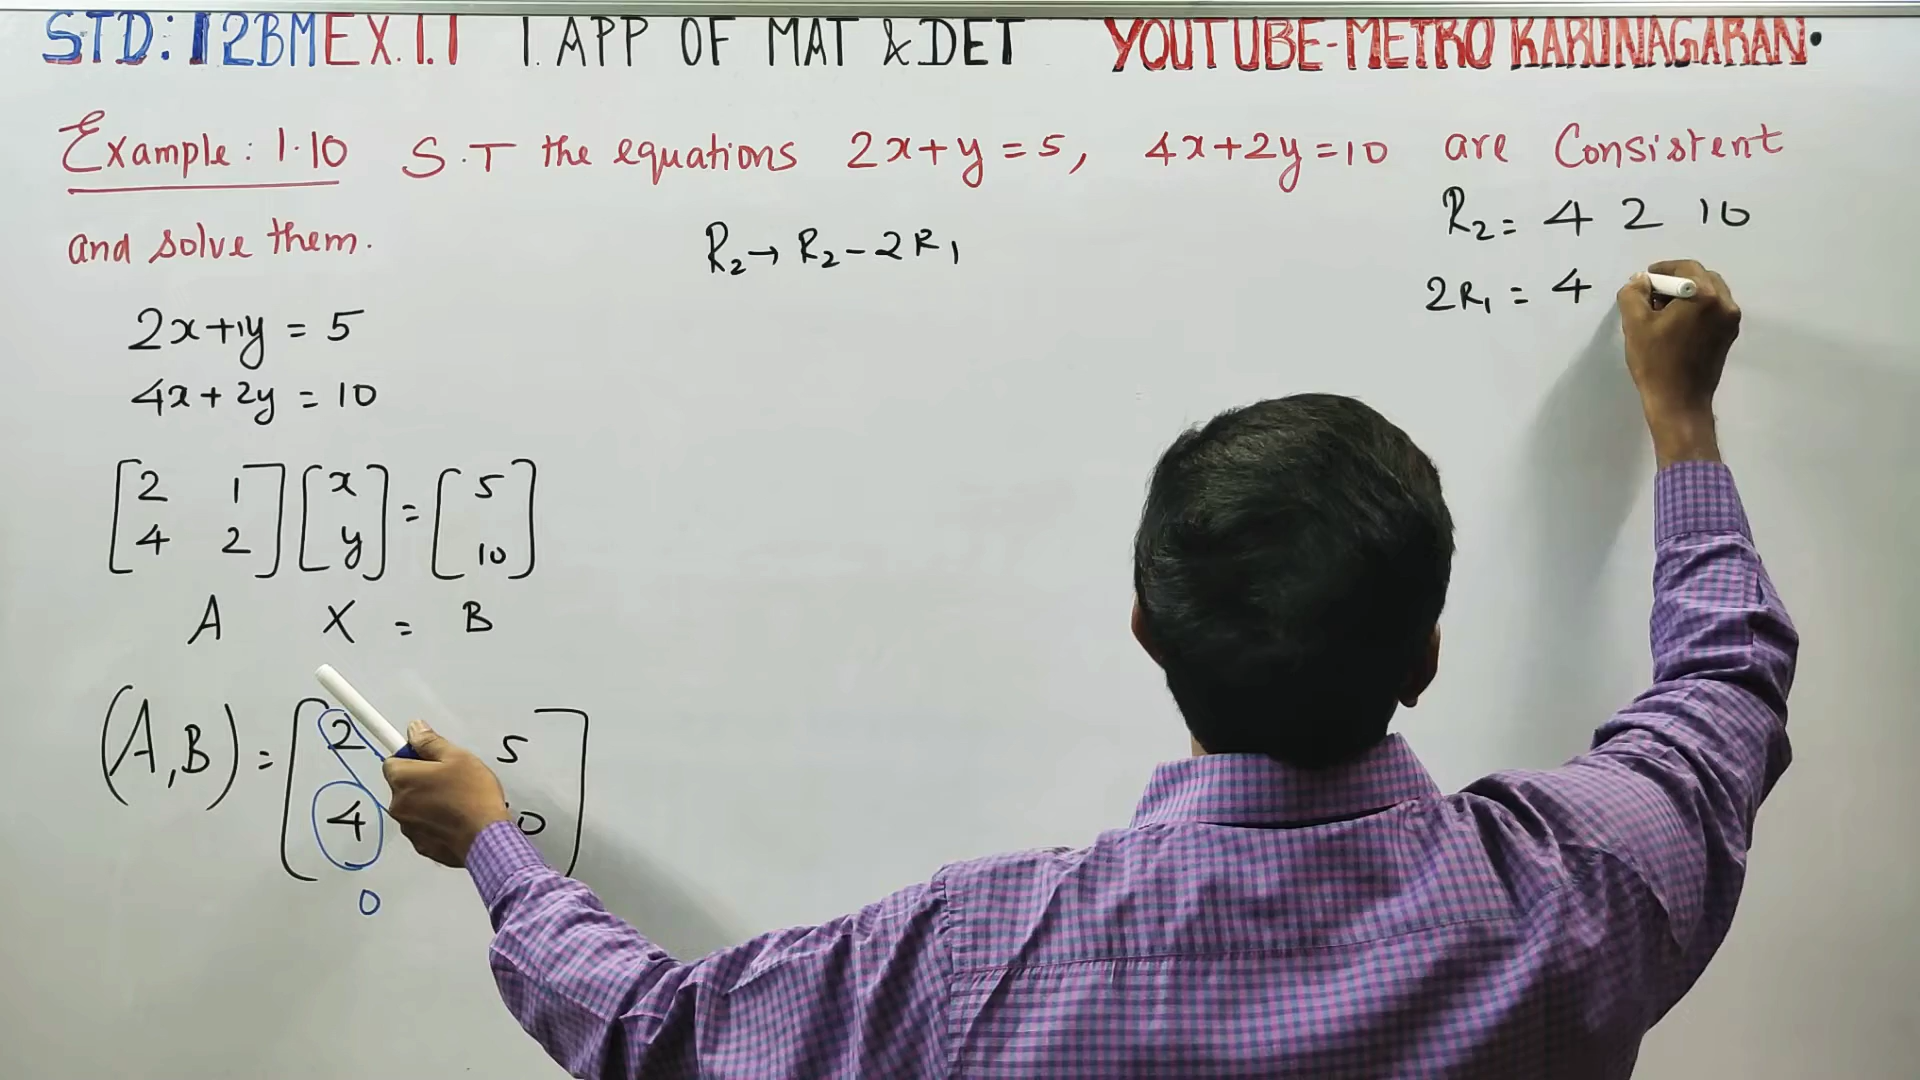 STD: 12BM EX.1.1 1. APP OF MAT & DET YOUTUBE-METRO KARUNAGARAN.
Example: 1.10 S.T the equations 2x+y=5, 4x+2y=10 are Consistent
and solve them.
R2→R2-2R1
R2= 4 2 10
2R1 = 4
2x+1y = 5
4x+2y = 10
[2 1] [x] = [5]
[4 2] [y] [10]
A X = B
(A,B) = [2 5]
4 0
0